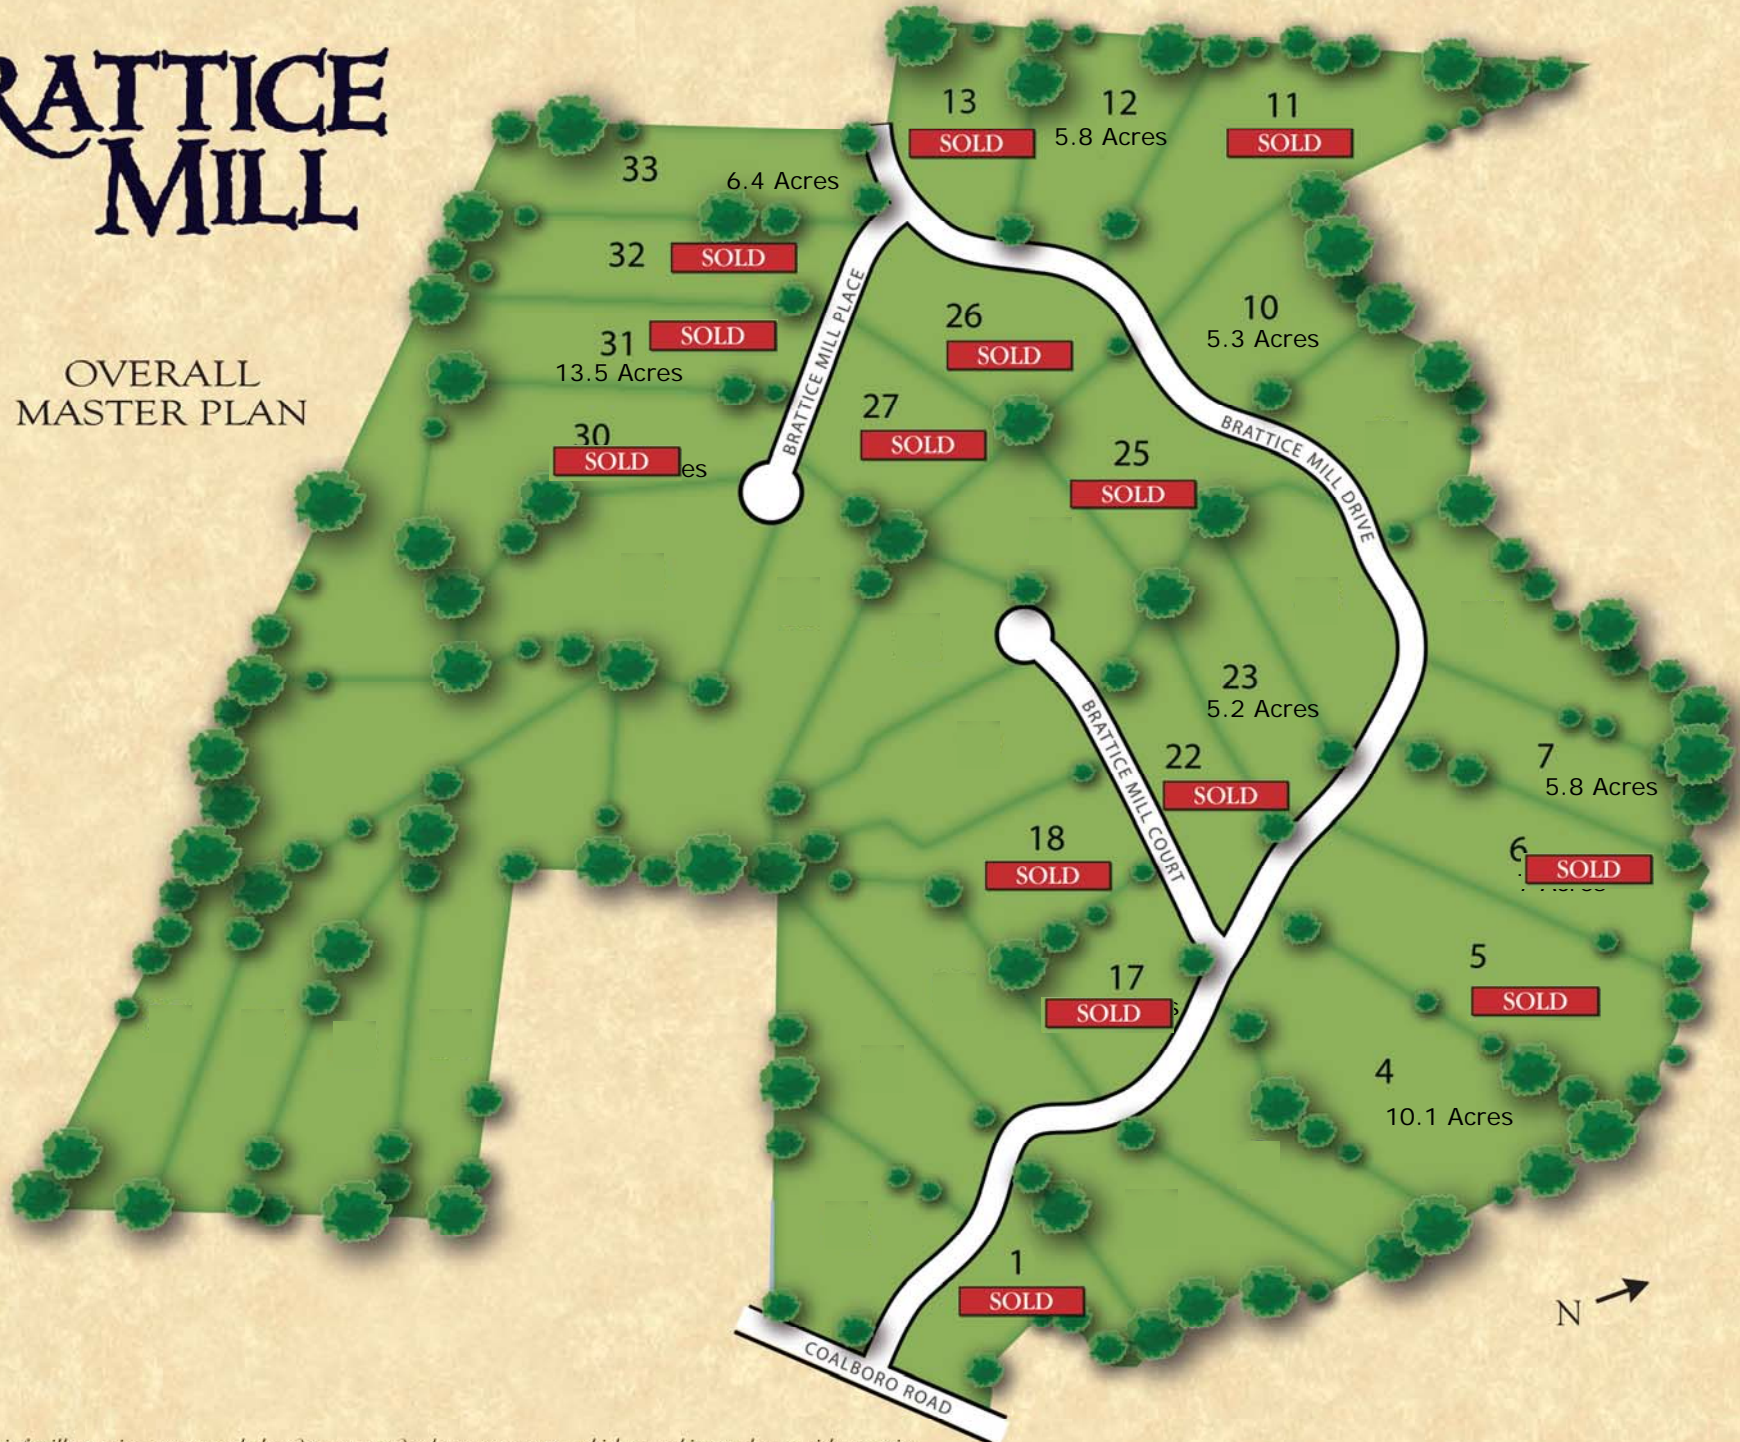 RATTICE
MILL
OVERALL
MASTER PLAN
13
SOLD
12
5.8 Acres
11
SOLD
33
6.4 Acres
32
SOLD
31
SOLD
13.5 Acres
30
SOLD
es
BRATTICE MILL PLACE
26
SOLD
27
SOLD
10
5.3 Acres
25
SOLD
BRATTICE MILL DRIVE
23
5.2 Acres
22
SOLD
BRATTICE MILL COURT
7
5.8 Acres
6
SOLD
18
SOLD
17
SOLD
s
5
SOLD
4
10.1 Acres
1
SOLD
COALBORO ROAD
N